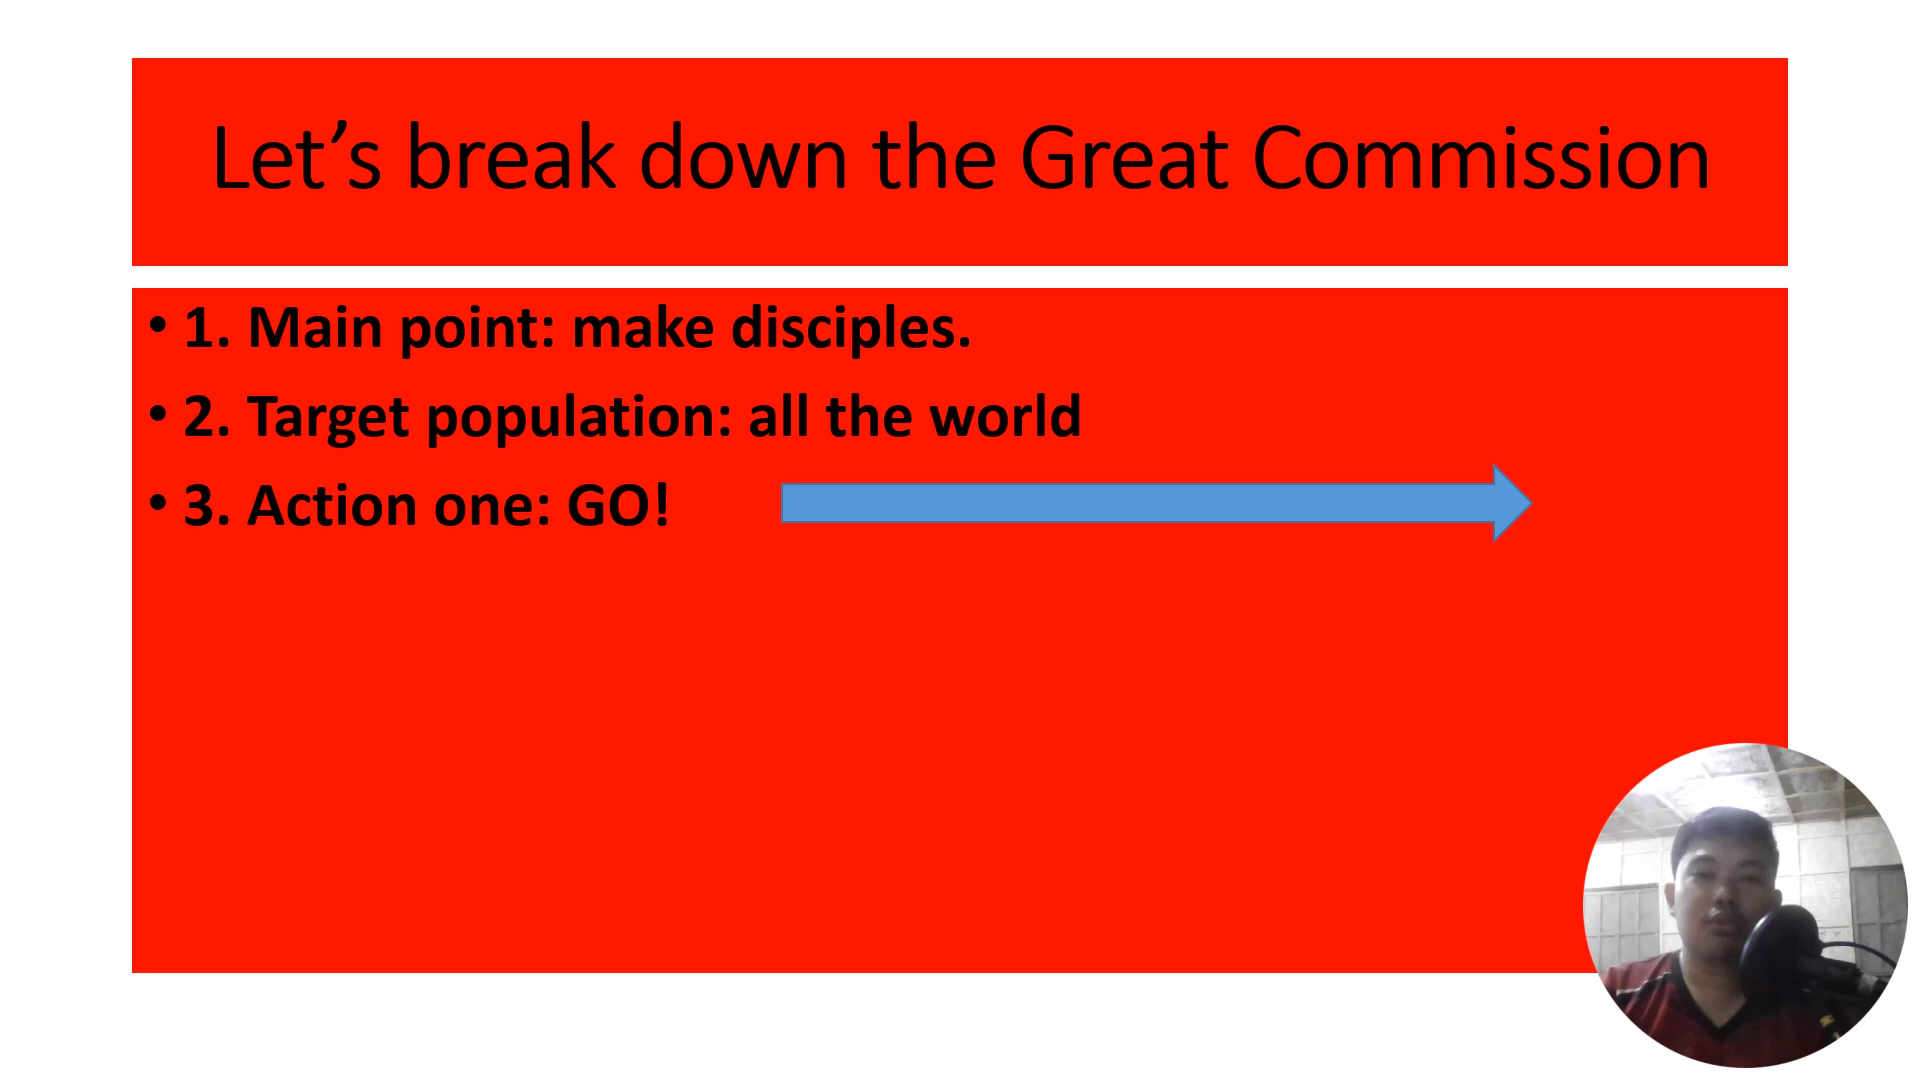 Let’s break down the Great Commission
• 1. Main point: make disciples.
• 2. Target population: all the world
• 3. Action one: GO!